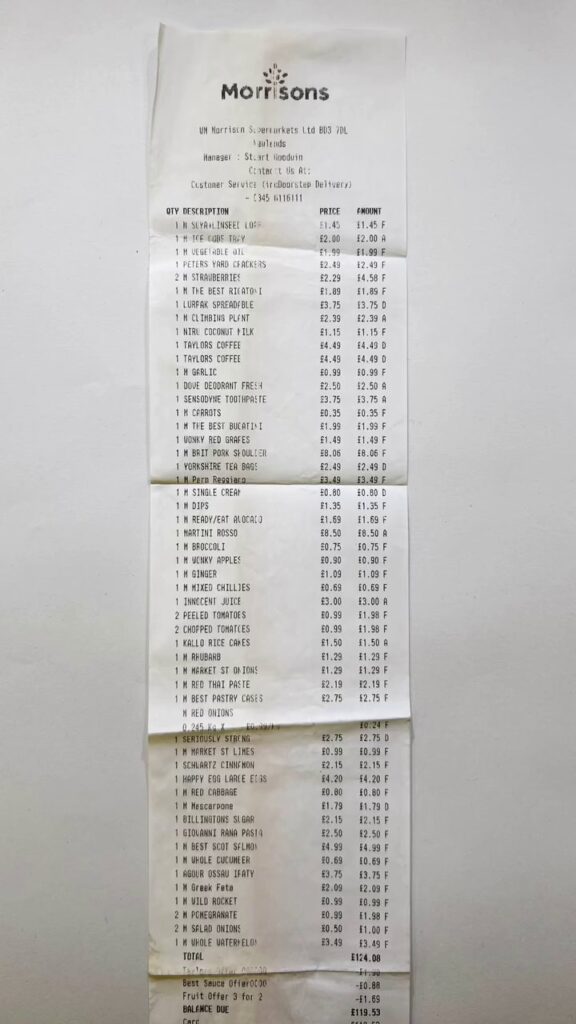 Morrisons
WM Morrison Supermarkets Ltd BD3 7DL
Manager : Stuart
Contact Us At:
Customer Service (incDoorstep Delivery)
- 0345 6116111
QTY DESCRIPTION PRICE AMOUNT
1 M SOYA+LINSEED LOAF £1.45 £1.45 F
1 M ICE CUBE TRAY £2.00 £2.00 A
1 M VEGETABLE OIL £1.99 £1.99 F
1 PETERS YARD CRACKERS £2.49 £2.49 F
2 M STRAWBERRIES £2.29 £4.58 F
1 M THE BEST RIGATONI £1.89 £1.89 F
1 LURPAK SPREADABLE £3.75 £3.75 D
1 M CLIMBING PLANT £2.39 £2.39 A
1 COCONUT MILK £1.15 £1.15 F
1 TAYLORS COFFEE £4.49 £4.49 D
1 TAYLORS COFFEE £4.49 £4.49 D
1 M GARLIC £0.99 £0.99 F
1 DOVE DEODRANT FRESH £2.50 £2.50 A
1 SENSODYNE TOOTHPASTE £3.75 £3.75 A
1 M CARROTS £0.35 £0.35 F
1 M THE BEST BUCATINI £1.99 £1.99 F
1 WONKY RED GRAPES £1.49 £1.49 F
1 M BRIT PORK SHOULDER £8.06 £8.06 F
1 YORKSHIRE TEA BAGS £2.49 £2.49 D
1 M Parm Reggiano £3.49 £3.49 F
1 M SINGLE CREAM £0.80 £0.80 D
1 M DIPS £1.35 £1.35 F
1 M READY/EAT AVOCADO £1.69 £1.69 F
1 MARTINI ROSSO £8.50 £8.50 A
1 M BROCCOLI £0.75 £0.75 F
1 M WONKY APPLES £0.90 £0.90 F
1 M GINGER £1.09 £1.09 F
1 M MIXED CHILLIES £0.69 £0.69 F
1 INNOCENT JUICE £3.00 £3.00 A
2 PEELED TOMATOES £0.99 £1.98 F
2 CHOPPED TOMATOES £0.99 £1.98 F
1 KALLO RICE CAKES £1.50 £1.50 A
1 M RHUBARB £1.29 £1.29 F
1 M MARKET ST ONIONS £1.29 £1.29 F
1 M RED THAI PASTE £2.19 £2.19 F
1 M BEST PASTRY CASES £2.75 £2.75 F
M RED ONIONS
0.245 Kg X £0.99/Kg £0.24 F
1 SERIOUSLY STRONG £2.75 £2.75 D
1 M MARKET ST LIMES £0.99 £0.99 F
1 SCHWARTZ CINNAMON £2.15 £2.15 F
1 HAPPY EGG LARGE EGGS £4.20 £4.20 F
1 M RED CABBAGE £0.80 £0.80 F
1 M Mascarpone £1.79 £1.79 D
1 BILLINGTONS SUGAR £2.15 £2.15 F
1 GIOVANNI RANA PASTA £2.50 £2.50 F
1 M BEST SCOT SALMON £4.99 £4.99 F
1 M WHOLE CUCUMBER £0.69 £0.69 F
1 AGOUR OSSAU IRATY £3.75 £3.75 F
1 M Greek Feta £2.09 £2.09 F
1 M WILD ROCKET £0.99 £0.99 F
2 M POMEGRANATE £0.99 £1.98 F
2 M SALAD ONIONS £0.50 £1.00 F
1 M WHOLE WATERMELON £3.49 £3.49 F
TOTAL £124.08
Taylors Offer
Best Sauce Offer0000 -0.88
Fruit Offer 3 for 2 -£1.69
BALANCE DUE £119.53